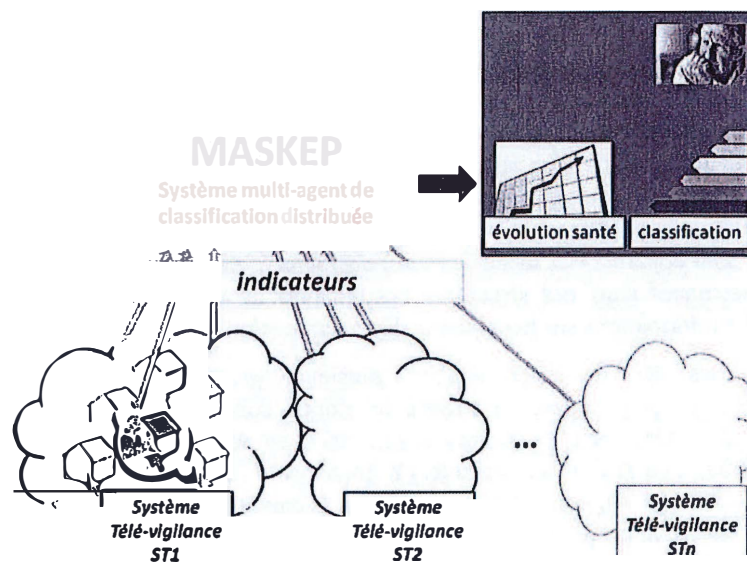 MASKEP
Système multi-agent de
classification distribuée
évolution santé
classification
indicateurs
...
Système
Télé-vigilance
ST1
Système
Télé-vigilance
ST2
Système
Télé-vigilance
STn